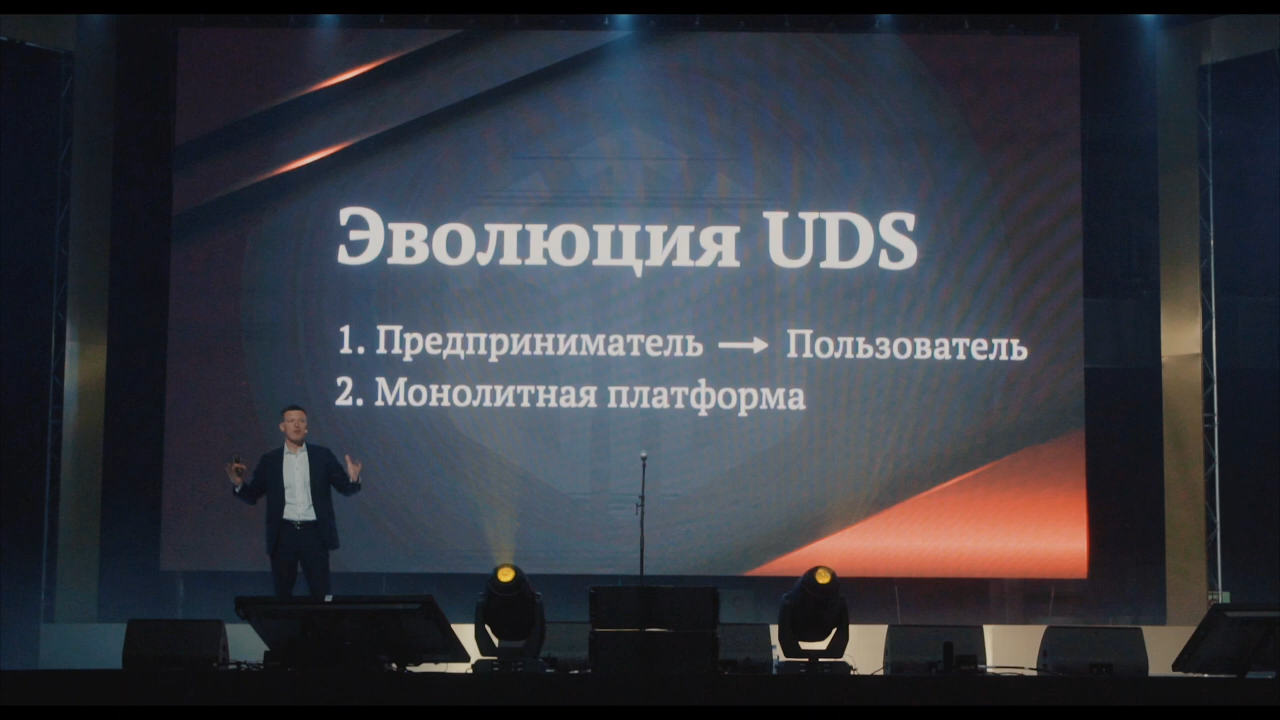 Эволюция UDS
1. Предприниматель → Пользователь
2. Монолитная платформа